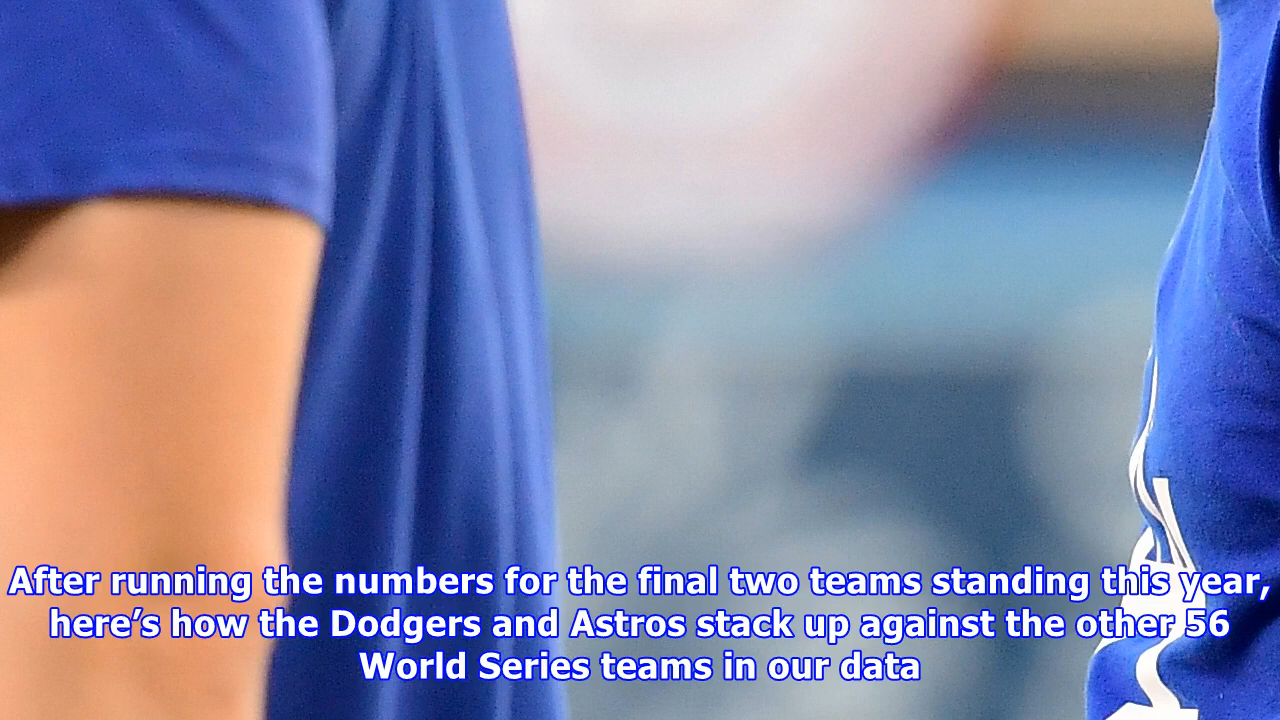 After running the numbers for the final two teams standing this year,
here’s how the Dodgers and Astros stack up against the other 56
World Series teams in our data